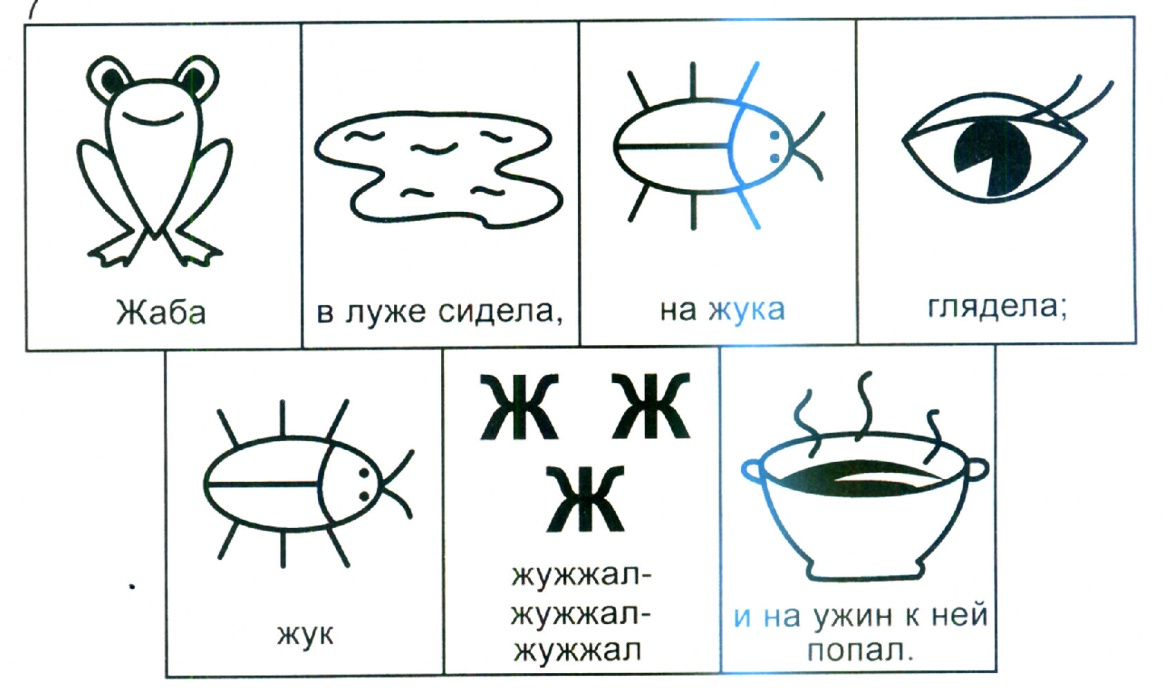 Жаба
в луже сидела,
на жука
глядела;
жук
Ж Ж
Ж
жужжал-
жужжал-
жужжал
и на ужин к ней
попал.